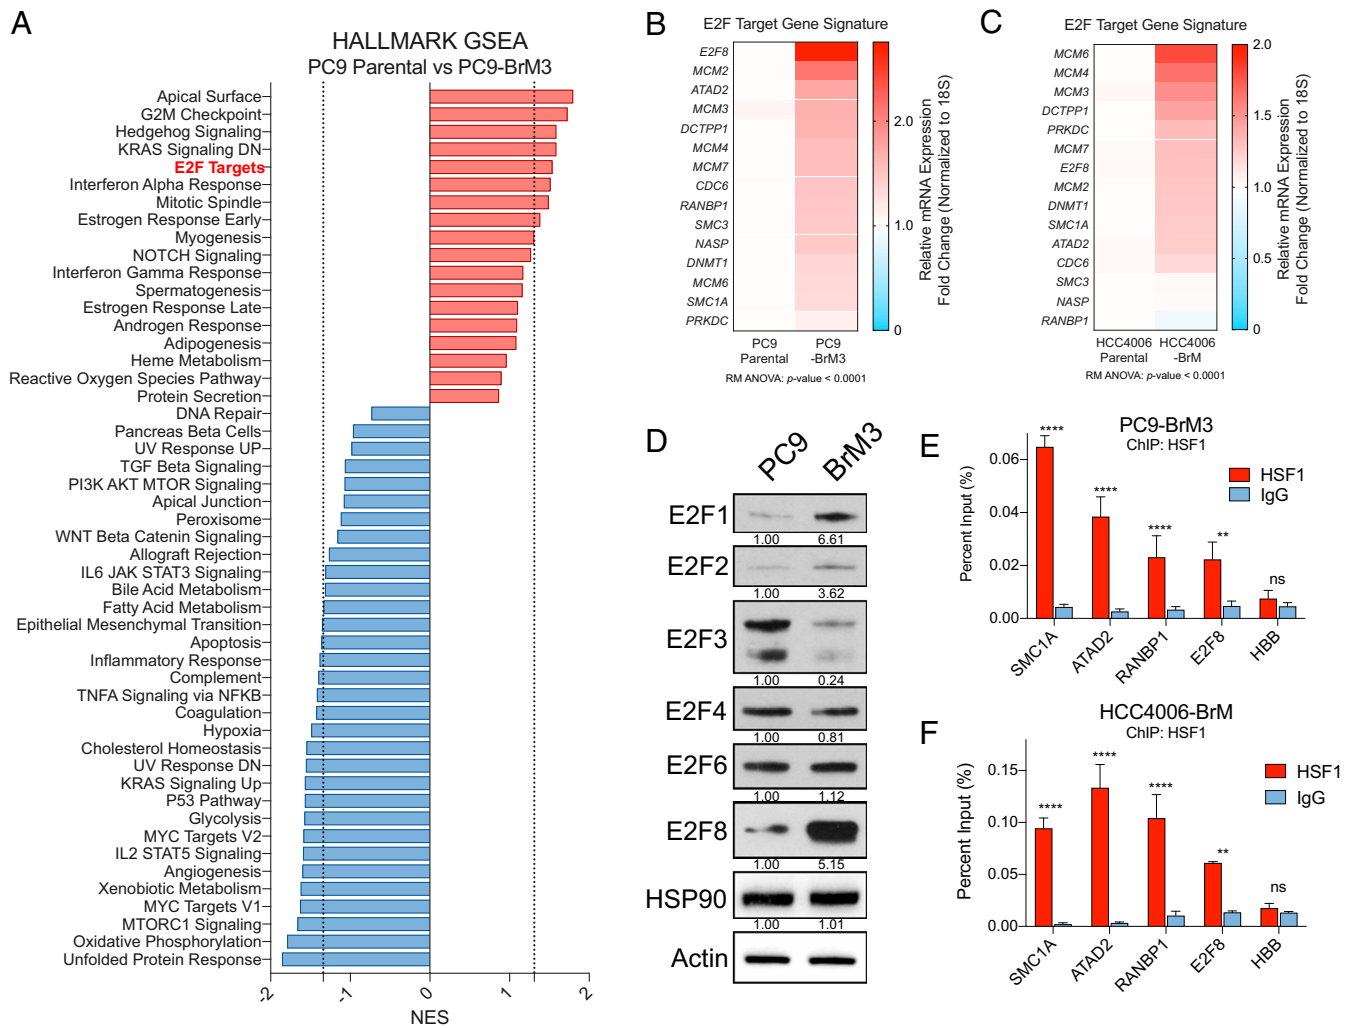 A
HALLMARK GSEA
PC9 Parental vs PC9-BrM3
Apical Surface
G2M Checkpoint
Hedgehog Signaling
KRAS Signaling DN
E2F Targets
Interferon Alpha Response
Mitotic Spindle
Estrogen Response Early
Myogenesis
NOTCH Signaling
Interferon Gamma Response
Spermatogenesis
Estrogen Response Late
Androgen Response
Adipogenesis
Heme Metabolism
Reactive Oxygen Species Pathway
Protein Secretion
DNA Repair
Pancreas Beta Cells
UV Response UP
TGF Beta Signaling
PI3K AKT MTOR Signaling
Apical Junction
Peroxisome
WNT Beta Catenin Signaling
Allograft Rejection
IL6 JAK STAT3 Signaling
Bile Acid Metabolism
Fatty Acid Metabolism
Epithelial Mesenchymal Transition
Apoptosis
Inflammatory Response
Complement
TNFA Signaling via NFKB
Coagulation
Hypoxia
Cholesterol Homeostasis
UV Response DN
KRAS Signaling Up
P53 Pathway
Glycolysis
MYC Targets V2
IL2 STAT5 Signaling
Angiogenesis
Xenobiotic Metabolism
MYC Targets V1
MTORC1 Signaling
Oxidative Phosphorylation
Unfolded Protein Response
-2 -1 0 1 2
NES
B
E2F Target Gene Signature
E2F8
MCM2
ATAD2
MCM3
DCTPP1
MCM4
MCM7
CDC6
RANBP1
SMC3
NASP
DNMT1
MCM6
SMC1A
PRKDC
PC9 PC9
Parental -BrM3
RM ANOVA: p-value < 0.0001
2.0
1.0
0
Relative mRNA Expression
Fold Change (Normalized to 18S)
C
E2F Target Gene Signature
MCM6
MCM4
MCM3
DCTPP1
PRKDC
MCM7
E2F8
MCM2
DNMT1
SMC1A
ATAD2
CDC6
SMC3
NASP
RANBP1
HCC4006 HCC4006
Parental -BrM
RM ANOVA: p-value < 0.0001
2.0
1.5
1.0
0.5
0
Relative mRNA Expression
Fold Change (Normalized to 18S)
D
PC9 BrM3
E2F1
1.00 6.61
E2F2
1.00 3.62
E2F3
1.00 0.24
E2F4
1.00 0.81
E2F6
1.00 1.12
E2F8
1.00 5.15
HSP90
1.00 1.01
Actin
E
PC9-BrM3
ChIP: HSF1
HSF1
IgG
Percent Input (%)
0.06
0.04
0.02
0.00
**** **** **** ** ns
SMC1A ATAD2 RANBP1 E2F8 HBB
F
HCC4006-BrM
ChIP: HSF1
HSF1
IgG
Percent Input (%)
0.15
0.10
0.05
0.00
**** **** **** ** ns
SMC1A ATAD2 RANBP1 E2F8 HBB